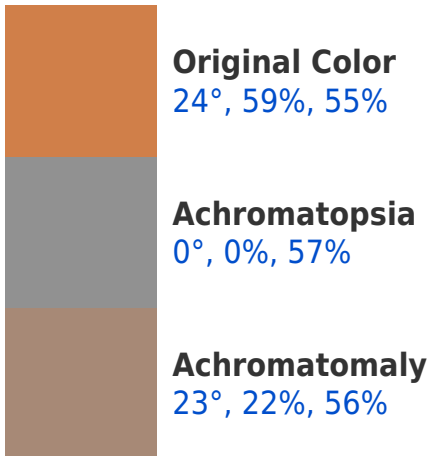 Original Color
24°, 59%, 55%
Achromatopsia
0°, 0%, 57%
Achromatomaly
23°, 22%, 56%